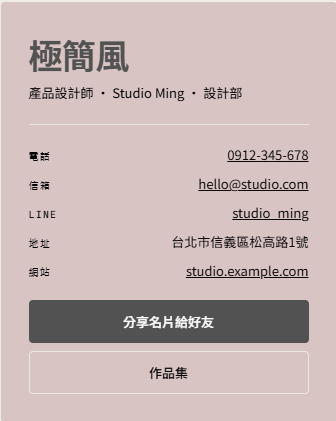 極簡風
產品設計師 · Studio Ming · 設計部
電話 0912-345-678
信箱 hello@studio.com
LINE studio_ming
地址 台北市信義區松高路1號
網站 studio.example.com
分享名片給好友
作品集